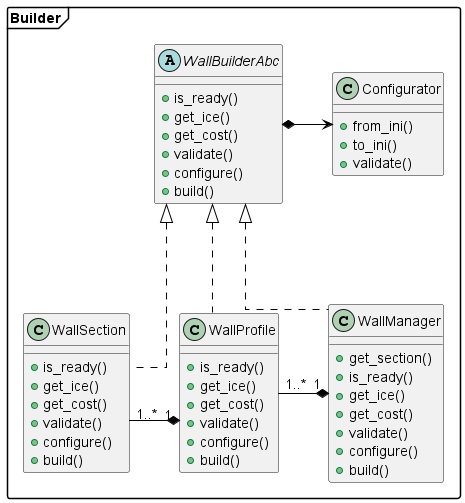 Builder
A WallBuilderAbc
is_ready()
get_ice()
get_cost()
validate()
configure()
build()
C Configurator
from_ini()
to_ini()
validate()
C WallSection
is_ready()
get_ice()
get_cost()
validate()
configure()
build()
1..* 1
C WallProfile
is_ready()
get_ice()
get_cost()
validate()
configure()
build()
1..* 1
C WallManager
get_section()
is_ready()
get_ice()
get_cost()
validate()
configure()
build()